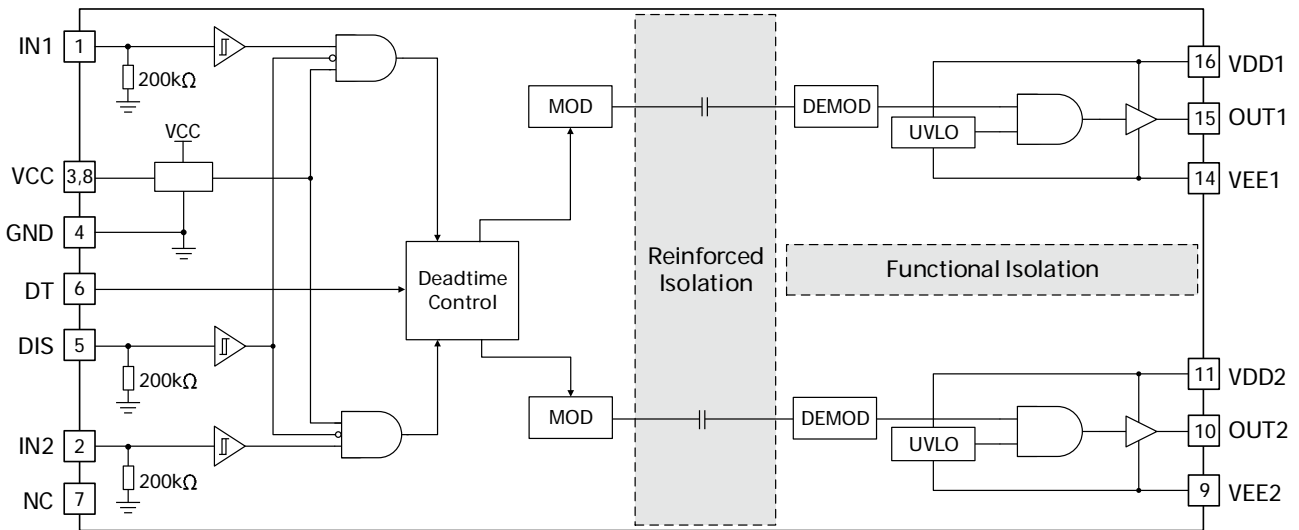 IN1
1
200kΩ
VCC
VCC
3,8
GND
4
DT
6
DIS
5
200kΩ
IN2
2
200kΩ
NC
7
Deadtime
Control
MOD
MOD
Reinforced
Isolation
Functional Isolation
DEMOD
UVLO
16
VDD1
15
OUT1
14
VEE1
DEMOD
UVLO
11
VDD2
10
OUT2
9
VEE2